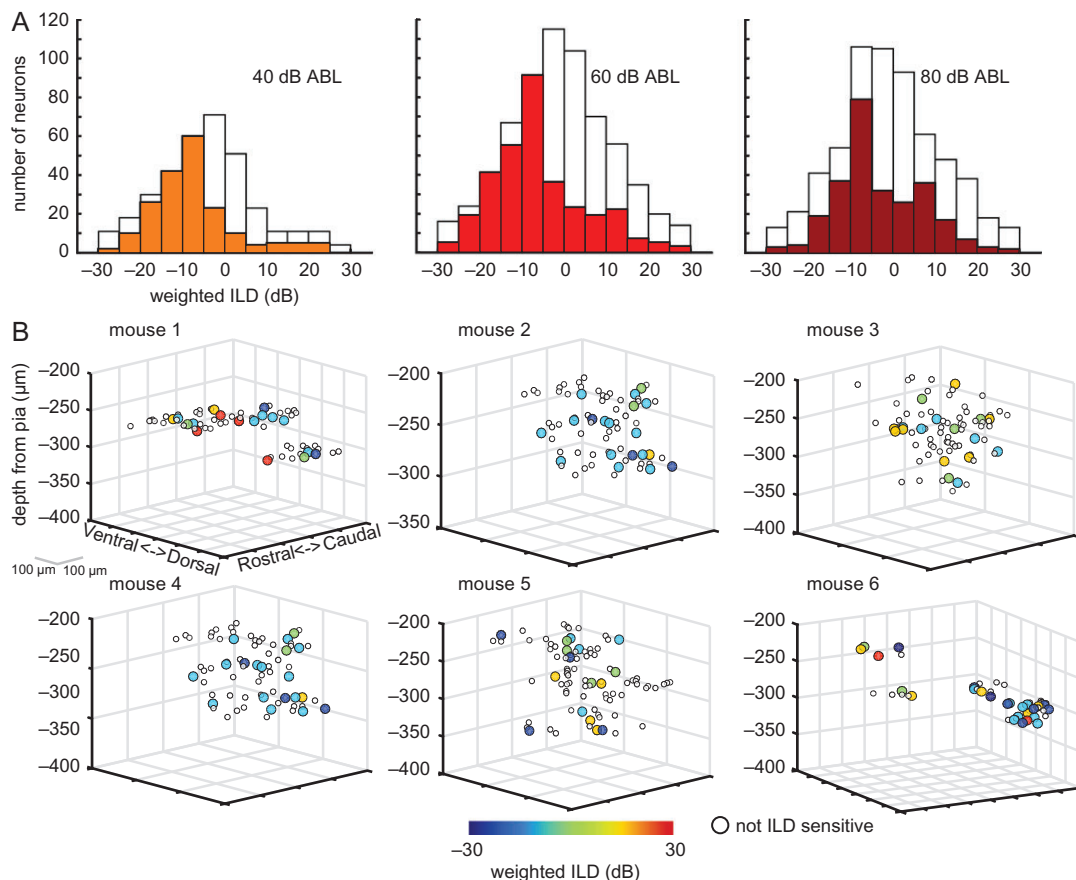 A
120
100
80
60
40
20
0
number of neurons
40 dB ABL
60 dB ABL
80 dB ABL
–30 –20 –10 0 10 20 30
–30 –20 –10 0 10 20 30
–30 –20 –10 0 10 20 30
weighted ILD (dB)
B
mouse 1
mouse 2
mouse 3
depth from pia (µm)
–200
–250
–300
–350
–400
–200
–250
–300
–350
–200
–250
–300
–350
–400
Ventral<->Dorsal
Rostral<->Caudal
100 µm 100 µm
mouse 4
mouse 5
mouse 6
–200
–250
–300
–350
–400
–200
–250
–300
–350
–400
–200
–250
–300
–350
–400
–30 30
weighted ILD (dB)
not ILD sensitive